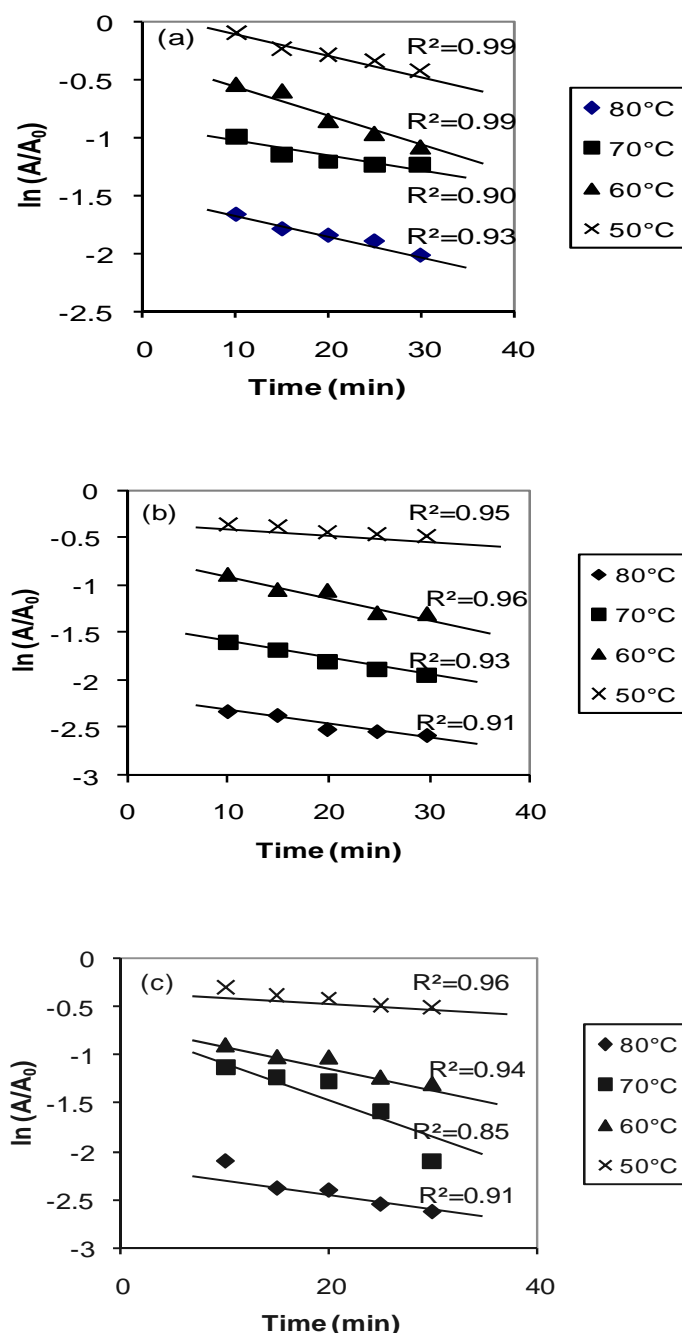 (a)
0
-0.5
-1
-1.5
-2
-2.5
ln (A/A₀)
R²=0.99
R²=0.99
R²=0.90
R²=0.93
0 10 20 30 40
Time (min)
80°C
70°C
60°C
50°C
(b)
0
-0.5
-1
-1.5
-2
-2.5
-3
ln (A/A₀)
R²=0.95
R²=0.96
R²=0.93
R²=0.91
0 10 20 30 40
Time (min)
80°C
70°C
60°C
50°C
(c)
0
-0.5
-1
-1.5
-2
-2.5
-3
ln (A/A₀)
R²=0.96
R²=0.94
R²=0.85
R²=0.91
0 20 40
Time (min)
80°C
70°C
60°C
50°C